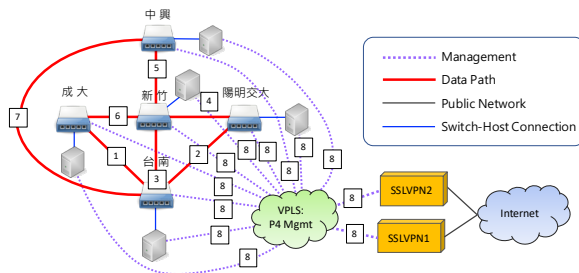 中興
成大
新竹
陽明交大
台南
7
5
4
6
1
2
3
8
8
8
8
8
8
8
8
8
8
8
8
8
VPLS:
P4 Mgmt
SSLVPN2
SSLVPN1
Internet
Management
Data Path
Public Network
Switch-Host Connection